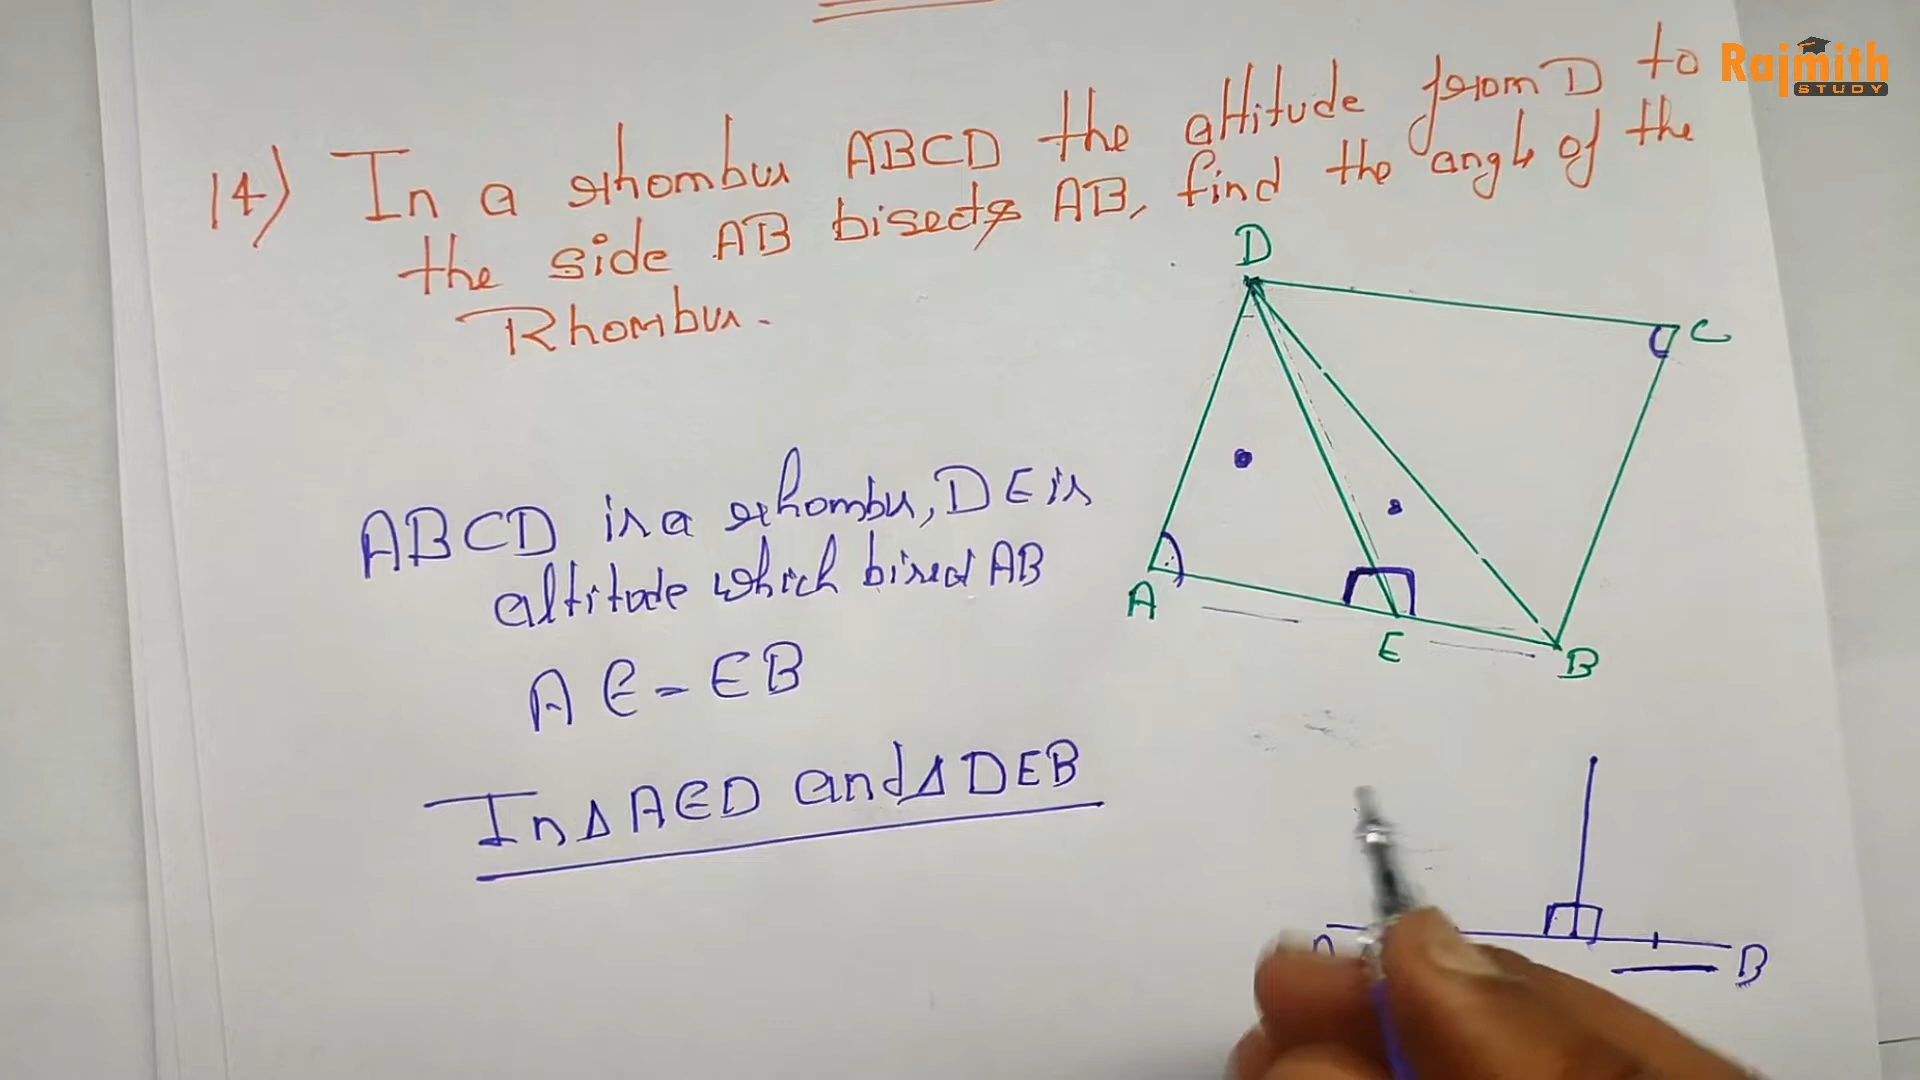 Rajmith
STUDY
14) In a rhombus ABCD the altitude from D to
the side AB bisects AB, find the angle of the
Rhombus.
D
C
A
E
B
ABCD is a rhombus, DE is
altitude which bisect AB
AE = EB
In Δ AED and Δ DEB
B